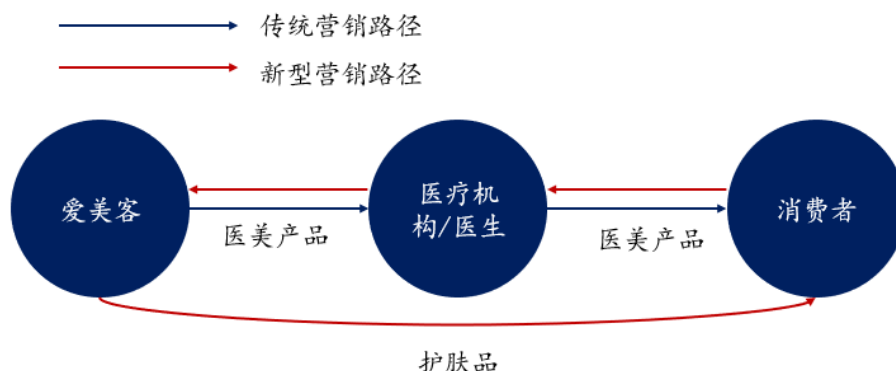 传统营销路径
新型营销路径
爱美客
医疗机
构/医生
消费者
医美产品
医美产品
护肤品